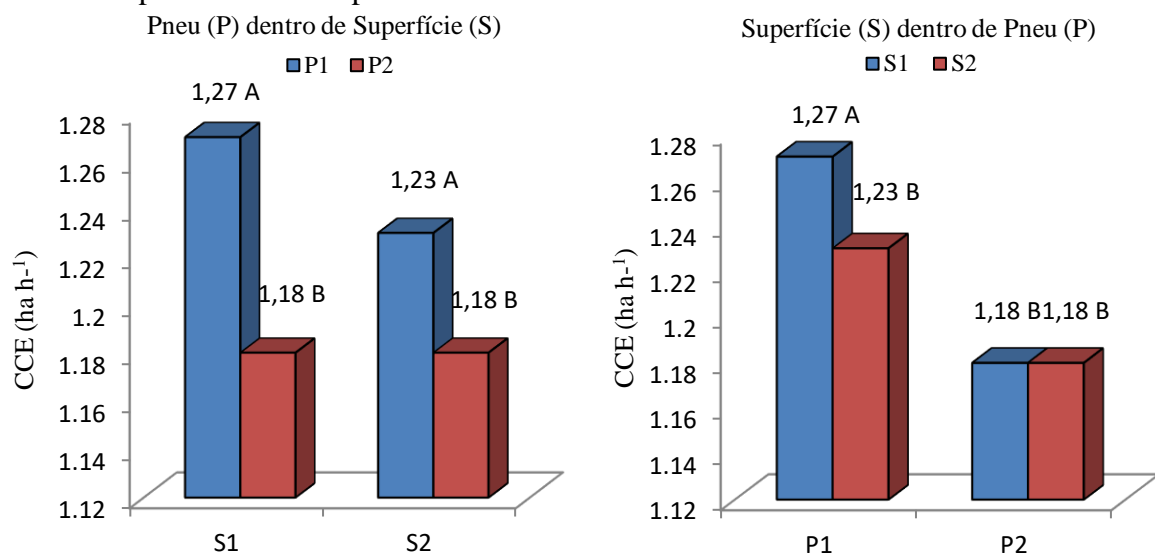 Pneu (P) dentro de Superfície (S)
P1 P2
1,27 A
1,23 A
1,18 B
1,18 B
1.28
1.26
1.24
1.22
1.2
1.18
1.16
1.14
1.12
CCE (ha h-1)
S1 S2
Superfície (S) dentro de Pneu (P)
S1 S2
1,27 A
1,23 B
1,18 B 1,18 B
1.28
1.26
1.24
1.22
1.2
1.18
1.16
1.14
1.12
CCE (ha h-1)
P1 P2